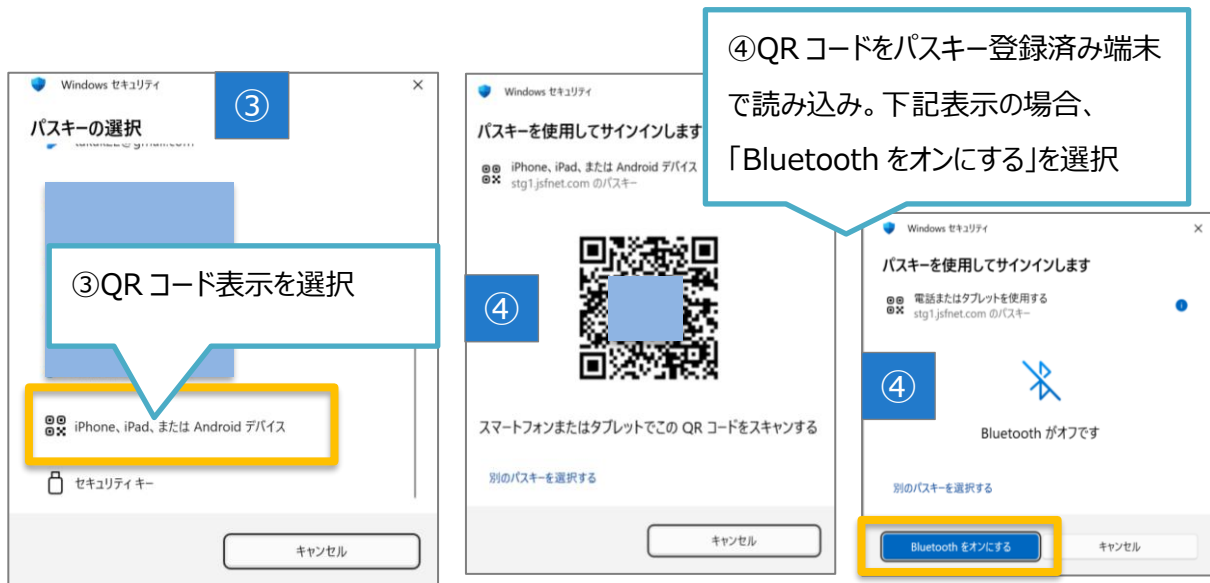 Windows セキュリティ
③
パスキーの選択
③QR コード表示を選択
iPhone、iPad、または Android デバイス
セキュリティ キー
キャンセル
Windows セキュリティ
パスキーを使用してサインインします
iPhone、iPad、または Android デバイス
stg1.jsfnet.com のパスキー
④
スマートフォンまたはタブレットでこの QR コードをスキャンする
別のパスキーを選択する
キャンセル
④QR コードをパスキー登録済み端末
で読み込み。下記表示の場合、
「Bluetooth をオンにする」を選択
Windows セキュリティ
パスキーを使用してサインインします
電話またはタブレットを使用する
stg1.jsfnet.com のパスキー
④
Bluetooth がオフです
別のパスキーを選択する
Bluetooth をオンにする
キャンセル